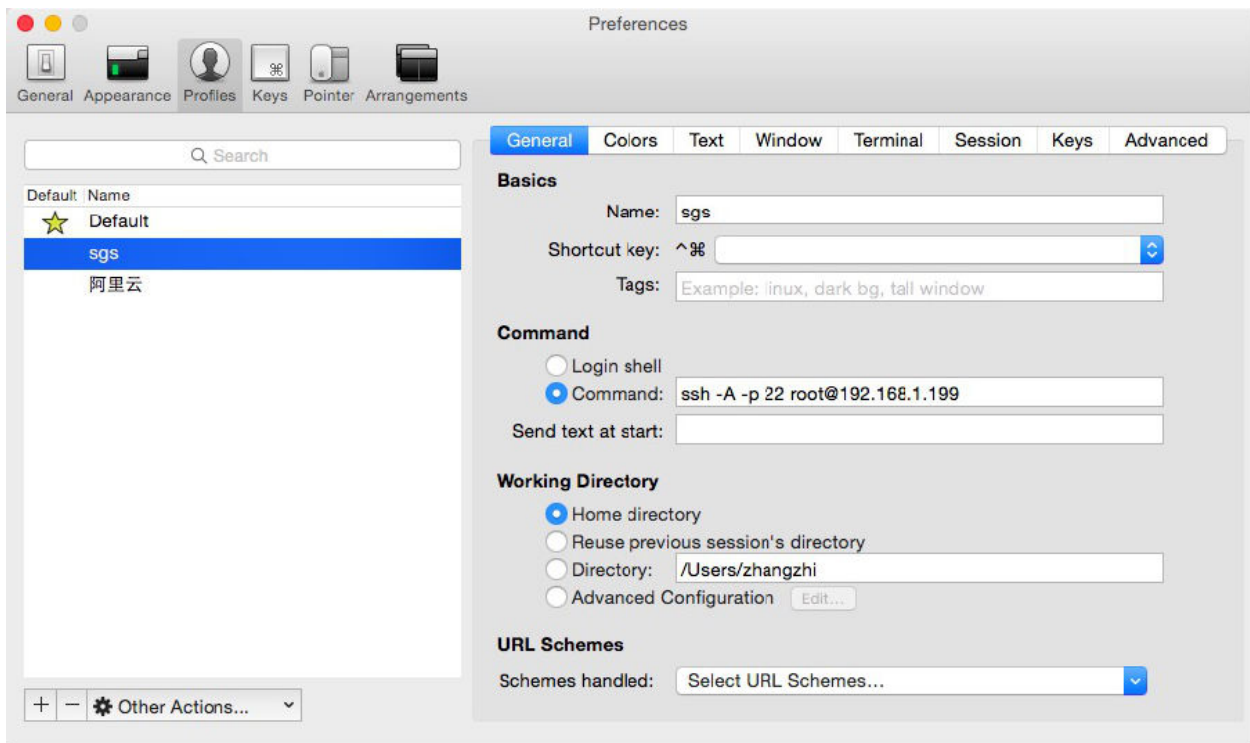 Preferences
General Appearance Profiles Keys Pointer Arrangements
Search
Default Name
Default
sgs
阿里云
+ − Other Actions...
General Colors Text Window Terminal Session Keys Advanced
Basics
Name: sgs
Shortcut key: ^⌘
Tags: Example: linux, dark bg, tall window
Command
Login shell
Command: ssh -A -p 22 root@192.168.1.199
Send text at start:
Working Directory
Home directory
Reuse previous session's directory
Directory: /Users/zhangzhi
Advanced Configuration Edit...
URL Schemes
Schemes handled: Select URL Schemes...